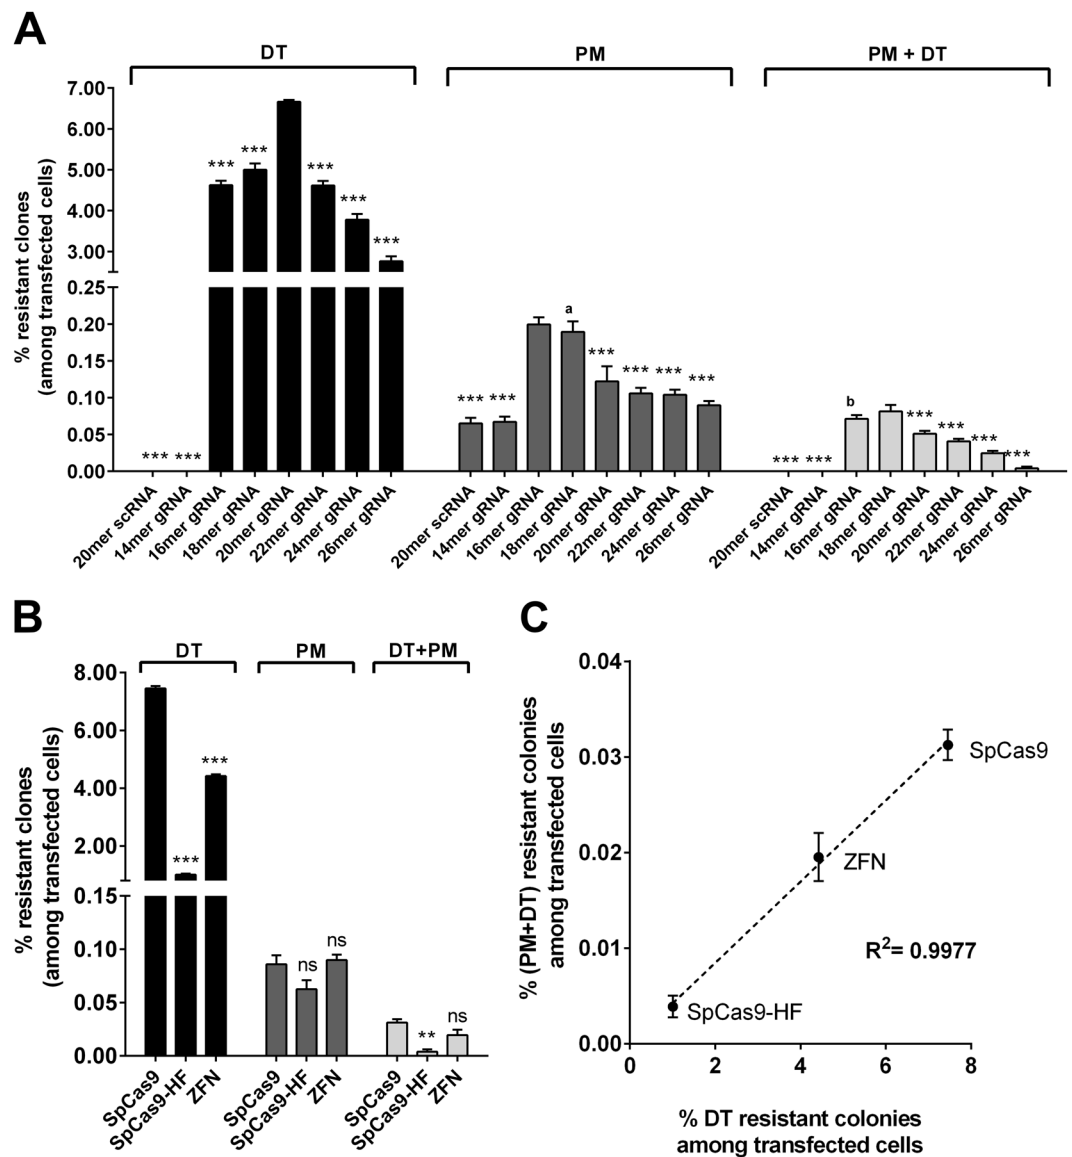 A
DT
PM
PM + DT
% resistant clones
(among transfected cells)
7.00
6.00
5.00
4.00
3.00
0.25
0.20
0.15
0.10
0.05
0.00
*** *** *** *** *** *** ***
*** *** a *** *** *** ***
*** *** b *** *** *** ***
20mer scRNA
14mer gRNA
16mer gRNA
18mer gRNA
20mer gRNA
22mer gRNA
24mer gRNA
26mer gRNA
20mer scRNA
14mer gRNA
16mer gRNA
18mer gRNA
20mer gRNA
22mer gRNA
24mer gRNA
26mer gRNA
20mer scRNA
14mer gRNA
16mer gRNA
18mer gRNA
20mer gRNA
22mer gRNA
24mer gRNA
26mer gRNA
B
DT
PM
DT+PM
% resistant clones
(among transfected cells)
8.00
6.00
4.00
2.00
0.15
0.10
0.05
0.00
*** ***
ns ns
** ns
SpCas9
SpCas9-HF
ZFN
SpCas9
SpCas9-HF
ZFN
SpCas9
SpCas9-HF
ZFN
C
% (PM+DT) resistant colonies
among transfected cells
0.04
0.03
0.02
0.01
0.00
SpCas9
ZFN
R2= 0.9977
SpCas9-HF
0 2 4 6 8
% DT resistant colonies
among transfected cells